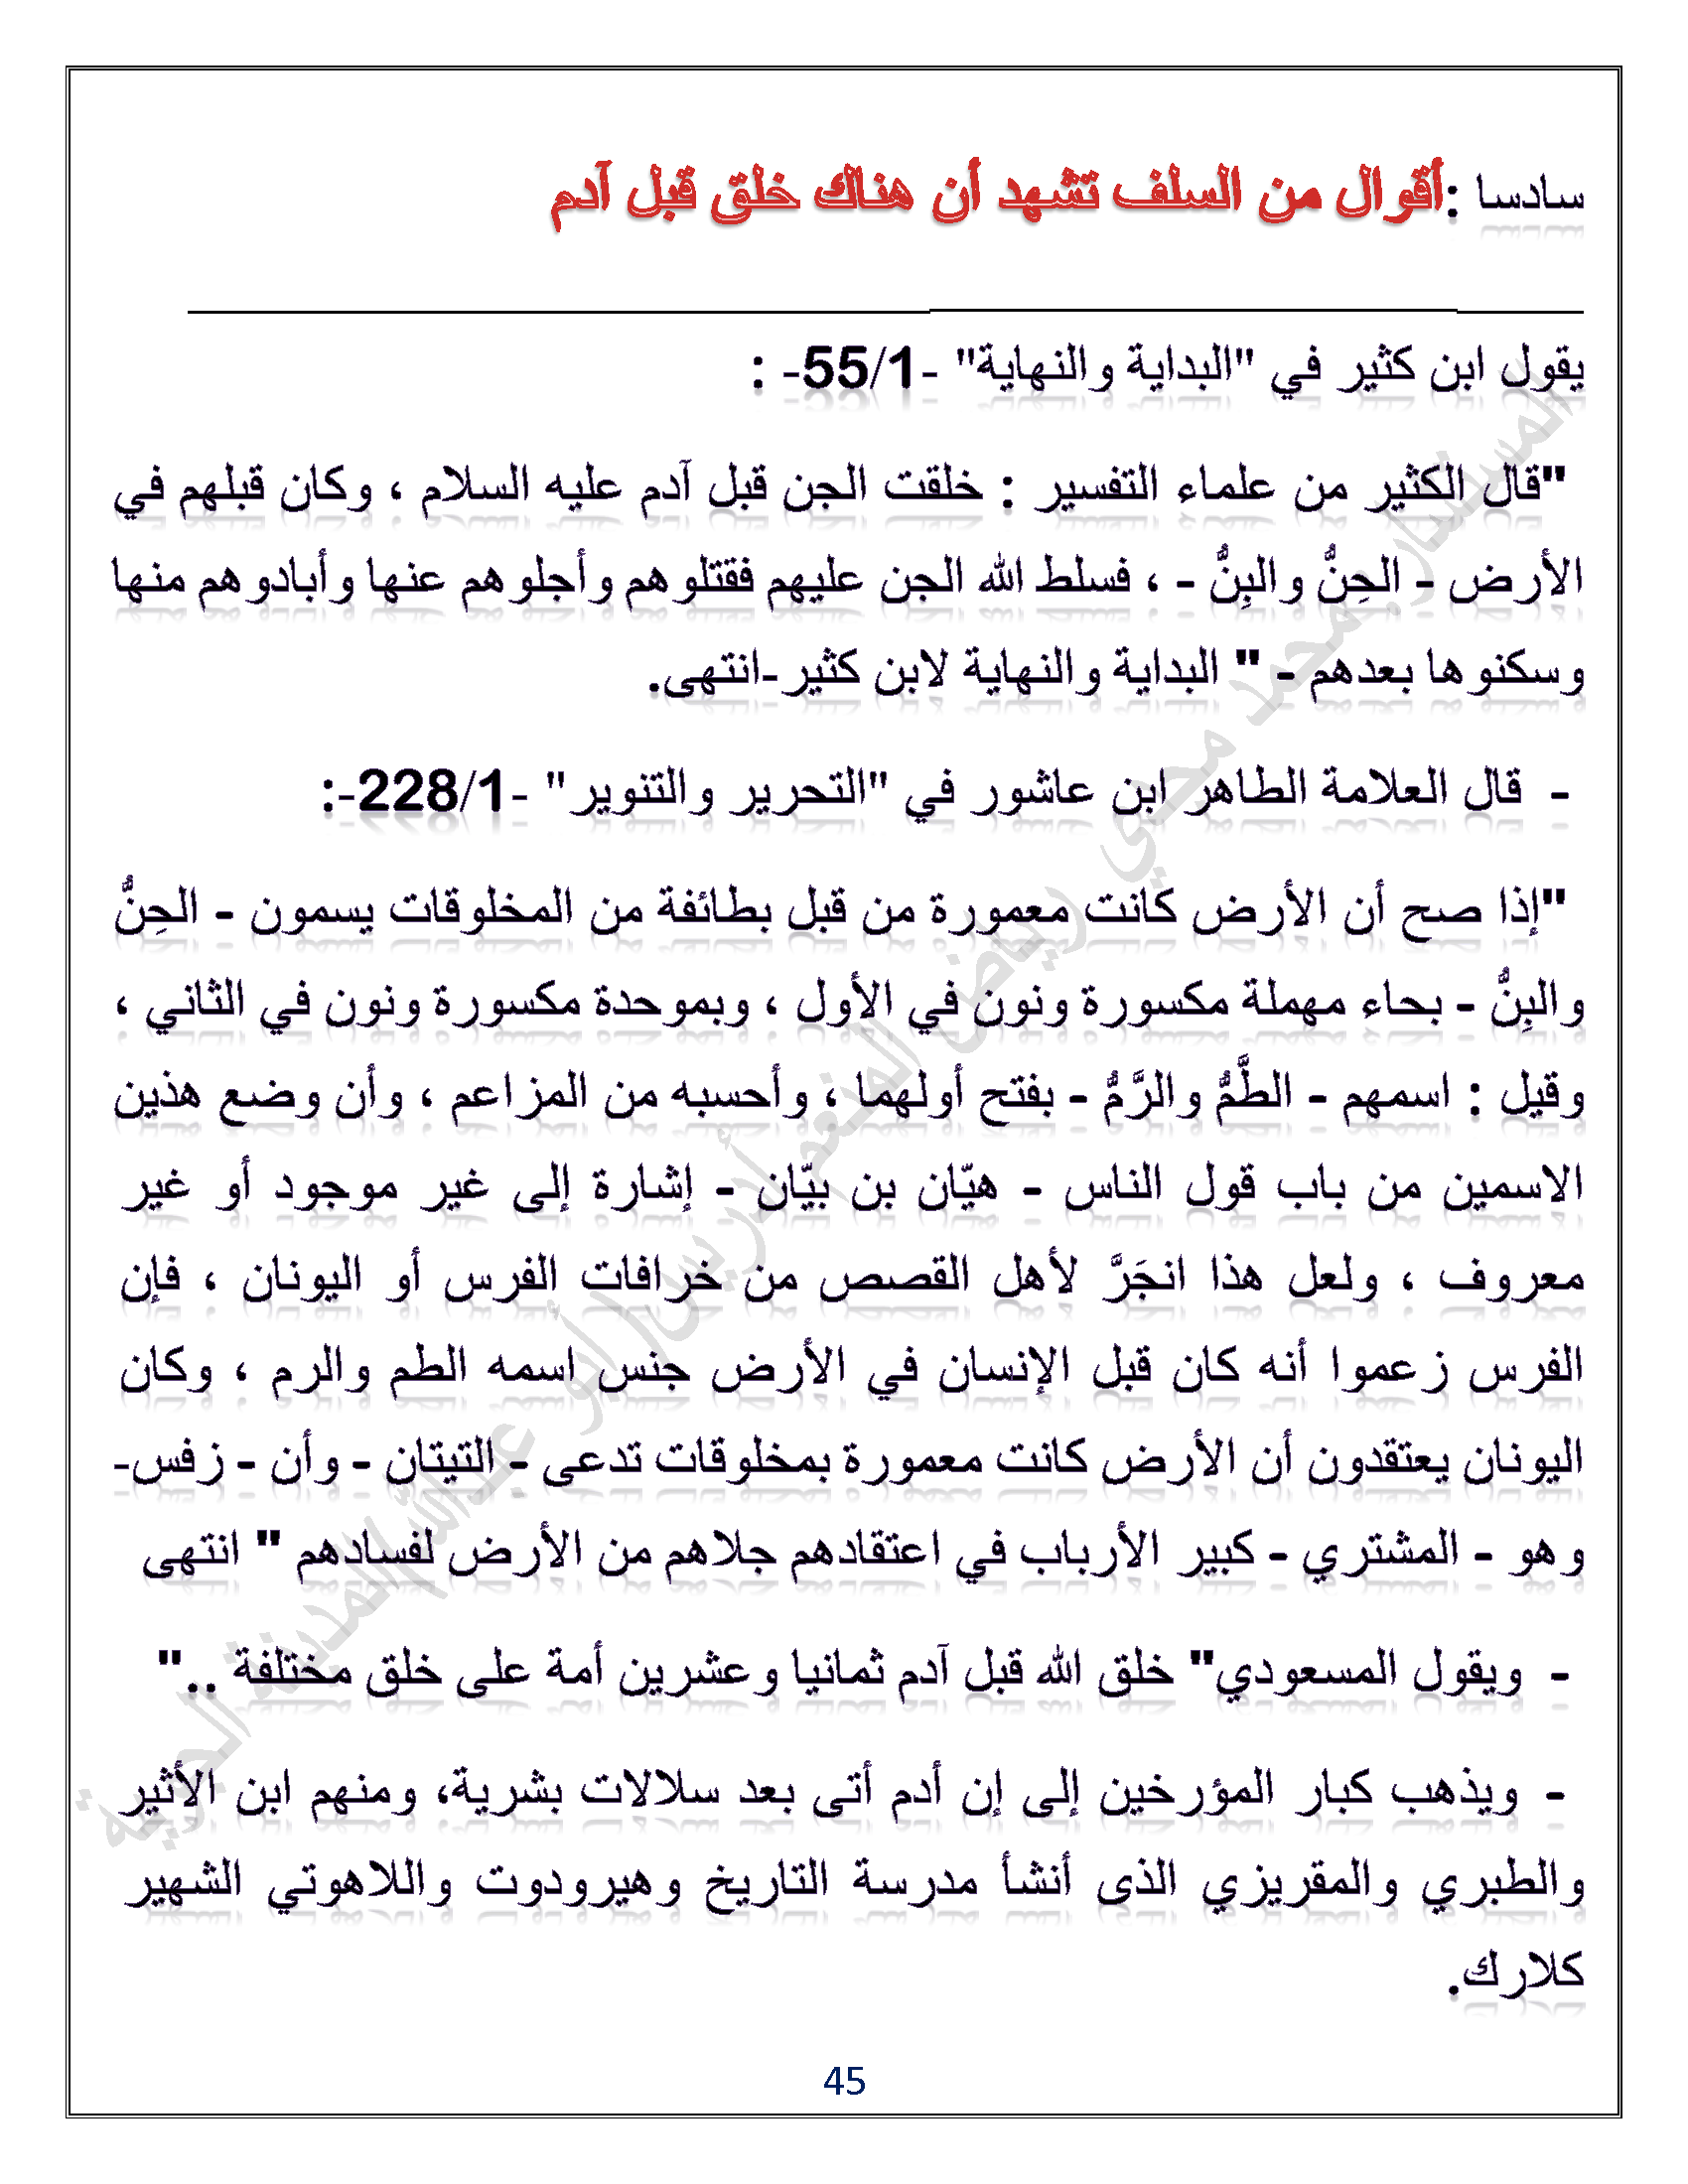 سادسا :أقوال من السلف تشهد أن هناك خلق قبل آدم
يقول ابن كثير في "البداية والنهاية" -55/1- :
"قال الكثير من علماء التفسير : خلقت الجن قبل آدم عليه السلام ، وكان قبلهم في
الأرض - الحِنُّ والبِنُّ - ، فسلط الله الجن عليهم فقتلوهم وأجلوهم عنها وأبادوهم منها
وسكنوها بعدهم - " البداية والنهاية لابن كثير-انتهى.
- قال العلامة الطاهر ابن عاشور في "التحرير والتنوير" -228/1-:
"إذا صح أن الأرض كانت معمورة من قبل بطائفة من المخلوقات يسمون - الحِنُّ
والبِنُّ - بحاء مهملة مكسورة ونون في الأول ، وبموحدة مكسورة ونون في الثاني ،
وقيل : اسمهم - الطَّمُّ والرَّمُّ - بفتح أولهما ، وأحسبه من المزاعم ، وأن وضع هذين
الاسمين من باب قول الناس - هيّان بن بيّان - إشارة إلى غير موجود أو غير
معروف ، ولعل هذا انجَرَّ لأهل القصص من خرافات الفرس أو اليونان ، فإن
الفرس زعموا أنه كان قبل الإنسان في الأرض جنس اسمه الطم والرم ، وكان
اليونان يعتقدون أن الأرض كانت معمورة بمخلوقات تدعى - التيتان - وأن - زفس-
وهو - المشتري - كبير الأرباب في اعتقادهم جلاهم من الأرض لفسادهم " انتهى
- ويقول المسعودي" خلق الله قبل آدم ثمانيا وعشرين أمة على خلق مختلفة .."
- ويذهب كبار المؤرخين إلى إن أدم أتى بعد سلالات بشرية، ومنهم ابن الأثير
والطبري والمقريزي الذى أنشأ مدرسة التاريخ وهيرودوت واللاهوتي الشهير
كلارك.
45